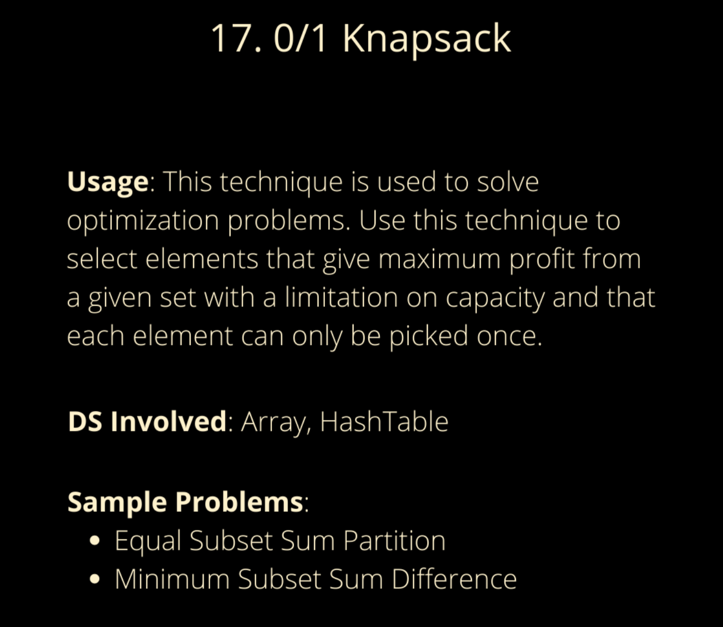 17. 0/1 Knapsack
Usage: This technique is used to solve
optimization problems. Use this technique to
select elements that give maximum profit from
a given set with a limitation on capacity and that
each element can only be picked once.
DS Involved: Array, HashTable
Sample Problems:
• Equal Subset Sum Partition
• Minimum Subset Sum Difference